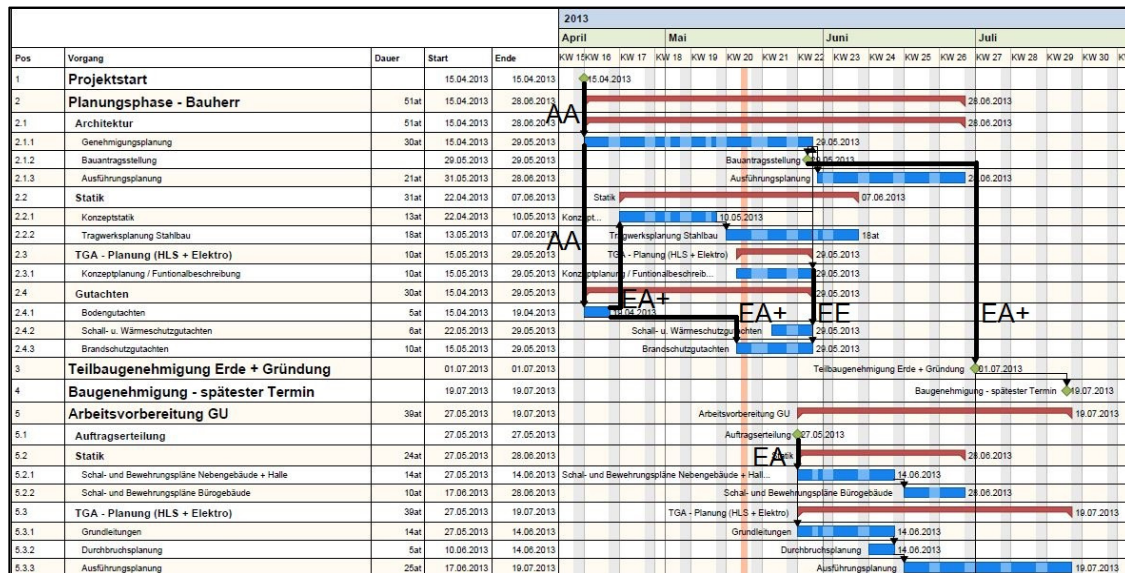 2013
April Mai Juni Juli
Pos Vorgang Dauer Start Ende KW 15 KW 16 KW 17 KW 18 KW 19 KW 20 KW 21 KW 22 KW 23 KW 24 KW 25 KW 26 KW 27 KW 28 KW 29 KW 30
1 Projektstart 15.04.2013 15.04.2013 15.04.2013
2 Planungsphase - Bauherr 51at 15.04.2013 28.06.2013 28.06.2013
AA
2.1 Architektur 51at 15.04.2013 28.06.2013 28.06.2013
2.1.1 Genehmigungsplanung 30at 15.04.2013 29.05.2013 29.05.2013
2.1.2 Bauantragsstellung 29.05.2013 29.05.2013 Bauantragsstellung 29.05.2013
2.1.3 Ausführungsplanung 21at 31.05.2013 28.06.2013 Ausführungsplanung 28.06.2013
2.2 Statik 31at 22.04.2013 07.06.2013 Statik 07.06.2013
2.2.1 Konzeptstatik 13at 22.04.2013 10.05.2013 Konzept... 10.05.2013
2.2.2 Tragwerksplanung Stahlbau 18at 13.05.2013 07.06.2013 Tragwerksplanung Stahlbau 18at
AA
2.3 TGA - Planung (HLS + Elektro) 10at 15.05.2013 29.05.2013 TGA - Planung (HLS + Elektro) 29.05.2013
2.3.1 Konzeptplanung / Funtionalbeschreibung 10at 15.05.2013 29.05.2013 Konzeptplanung / Funtionalbeschreib... 29.05.2013
2.4 Gutachten 30at 15.04.2013 29.05.2013 29.05.2013
EA+ EA+ EE EA+
2.4.1 Bodengutachten 5at 15.04.2013 19.04.2013 19.04.2013
2.4.2 Schall- u. Wärmeschutzgutachten 6at 22.05.2013 29.05.2013 Schall- u. Wärmeschutzgutachten 29.05.2013
2.4.3 Brandschutzgutachten 10at 15.05.2013 29.05.2013 Brandschutzgutachten 29.05.2013
3 Teilbaugenehmigung Erde + Gründung 01.07.2013 01.07.2013 Teilbaugenehmigung Erde + Gründung 01.07.2013
4 Baugenehmigung - spätester Termin 19.07.2013 19.07.2013 Baugenehmigung - spätester Termin 19.07.2013
5 Arbeitsvorbereitung GU 39at 27.05.2013 19.07.2013 Arbeitsvorbereitung GU 19.07.2013
5.1 Auftragserteilung 27.05.2013 27.05.2013 Auftragserteilung 27.05.2013
5.2 Statik 24at 27.05.2013 28.06.2013 EA Statik 28.06.2013
5.2.1 Schal- und Bewehrungspläne Nebengebäude + Halle 14at 27.05.2013 14.06.2013 Schal- und Bewehrungspläne Nebengebäude + Hall... 14.06.2013
5.2.2 Schal- und Bewehrungspläne Bürogebäude 10at 17.06.2013 28.06.2013 Schal- und Bewehrungspläne Bürogebäude 28.06.2013
5.3 TGA - Planung (HLS + Elektro) 39at 27.05.2013 19.07.2013 TGA - Planung (HLS + Elektro) 19.07.2013
5.3.1 Grundleitungen 14at 27.05.2013 14.06.2013 Grundleitungen 14.06.2013
5.3.2 Durchbruchsplanung 5at 10.06.2013 14.06.2013 Durchbruchsplanung 14.06.2013
5.3.3 Ausführungsplanung 25at 17.06.2013 19.07.2013 Ausführungsplanung 19.07.2013